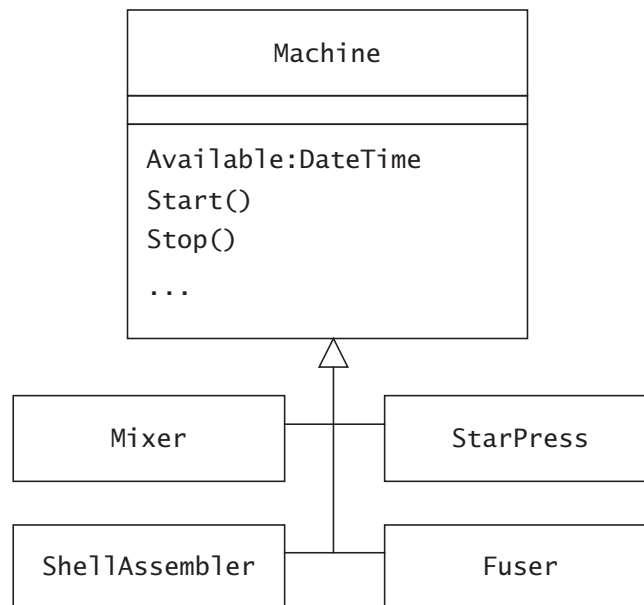 Machine
Available:DateTime
Start()
Stop()
...
Mixer
StarPress
ShellAssembler
Fuser